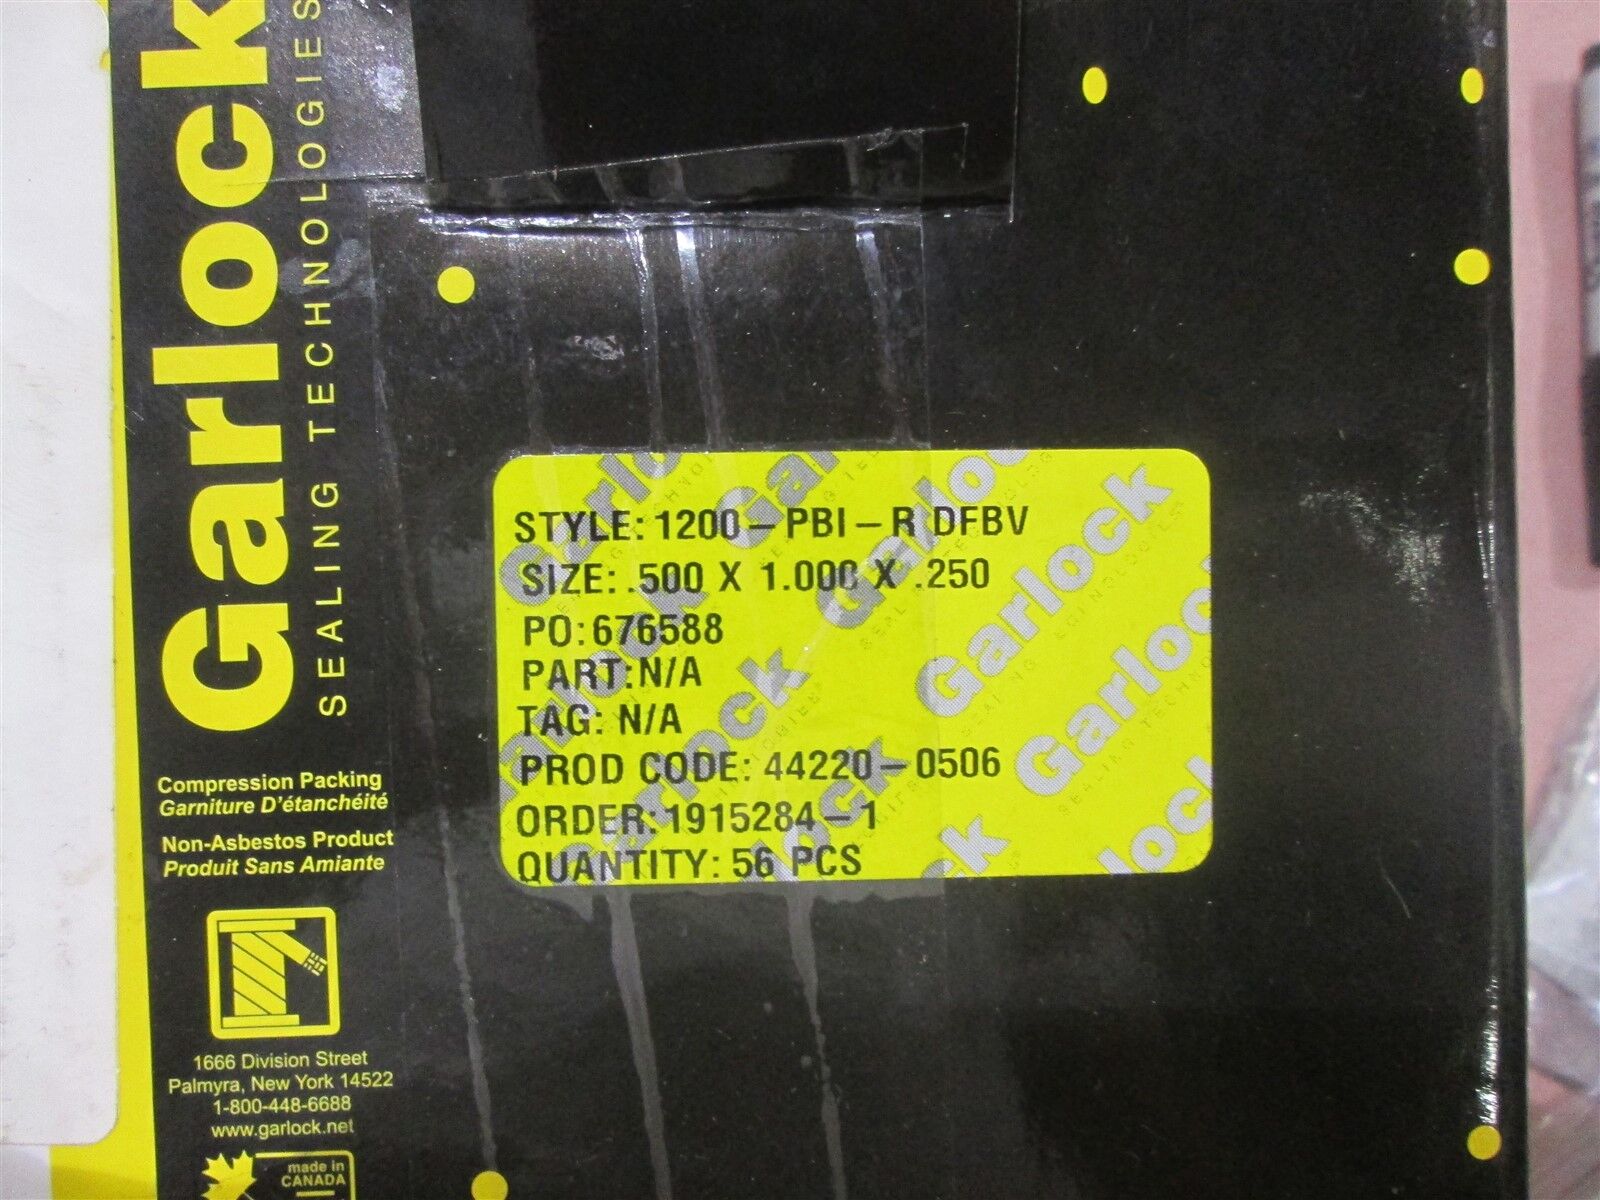 Garlock
SEALING TECHNOLOGIES
Compression Packing
Garniture D'étanchéité
Non-Asbestos Product
Produit Sans Amiante
1666 Division Street
Palmyra, New York 14522
1-800-448-6688
www.garlock.net
made in
CANADA
STYLE: 1200-PBI-R DFBV
SIZE: .500 X 1.000 X .250
PO:676588
PART:N/A
TAG: N/A
PROD CODE: 44220-0506
ORDER:1915284-1
QUANTITY: 56 PCS